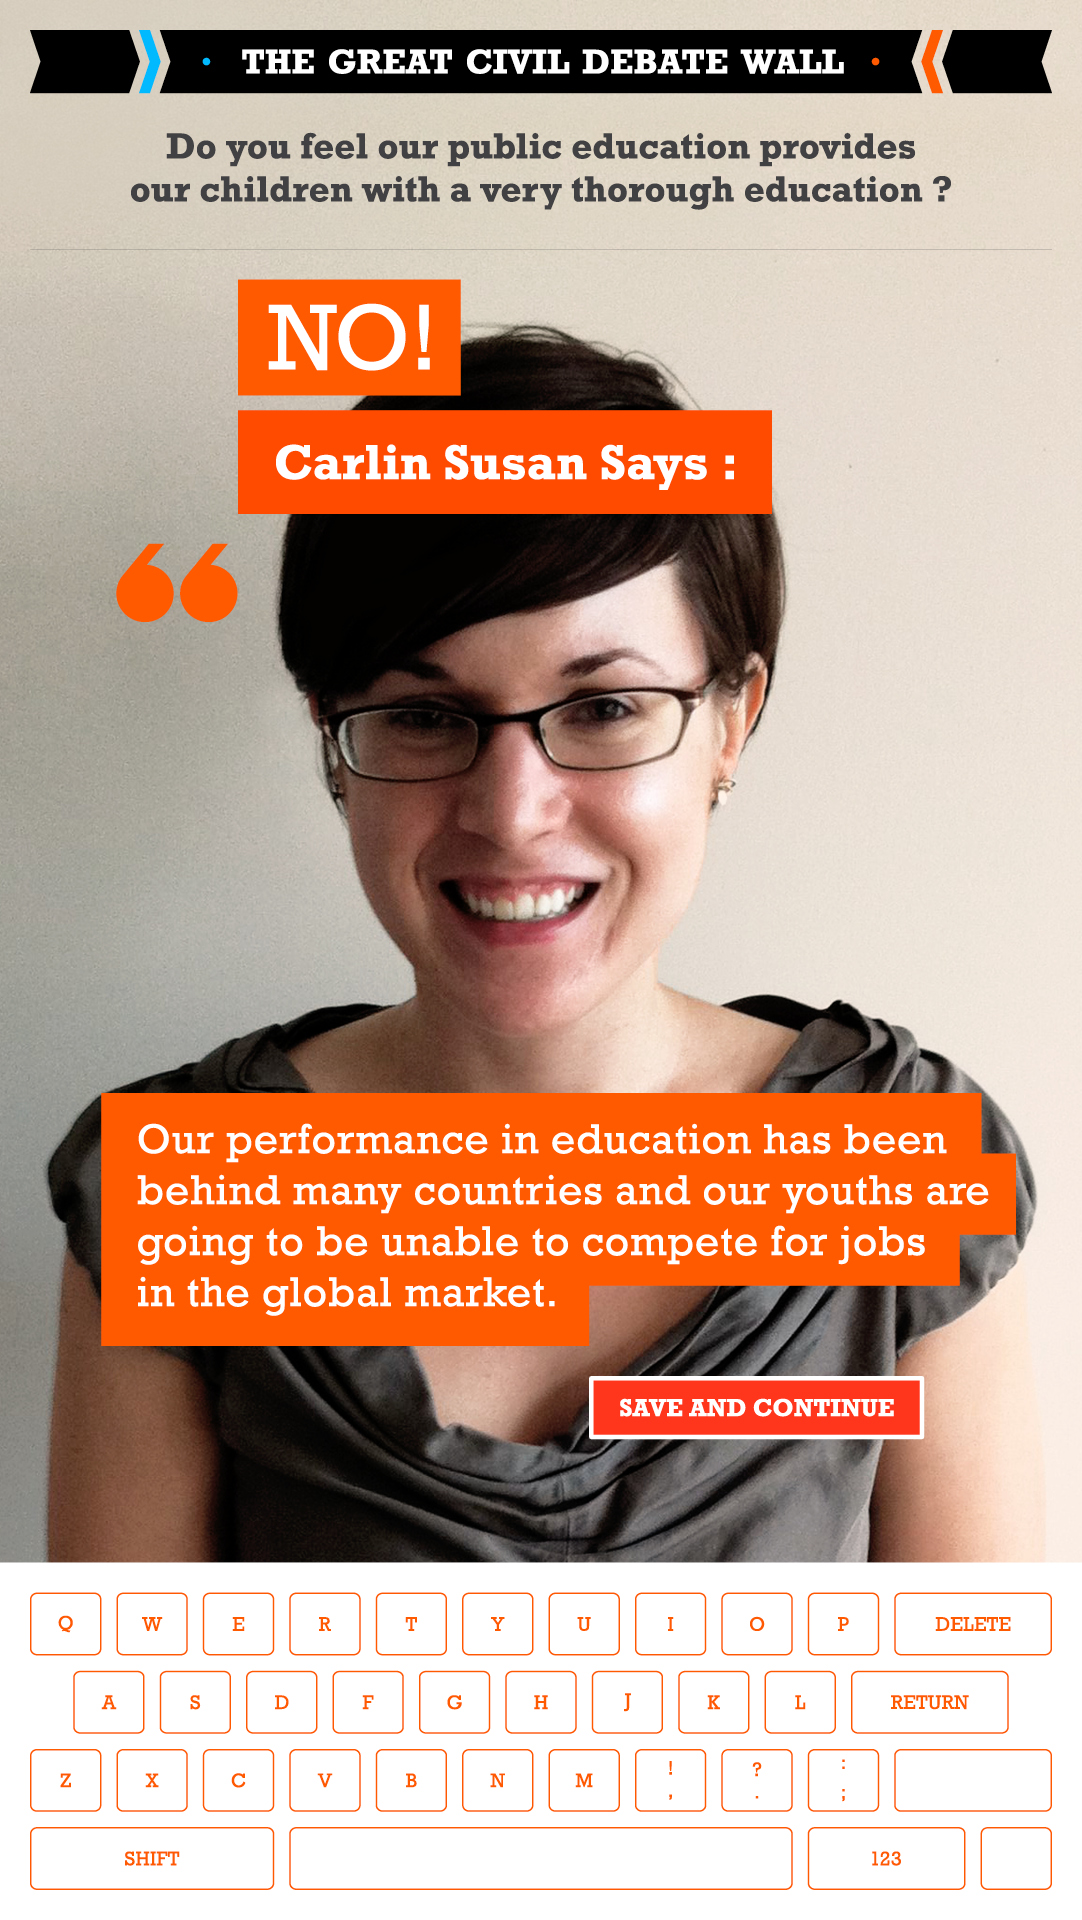 • THE GREAT CIVIL DEBATE WALL •
Do you feel our public education provides
our children with a very thorough education ?
NO!
Carlin Susan Says :
“
Our performance in education has been
behind many countries and our youths are
going to be unable to compete for jobs
in the global market.
SAVE AND CONTINUE
Q W E R T Y U I O P DELETE
A S D F G H J K L RETURN
Z X C V B N M ! , ? . : ;
SHIFT 123